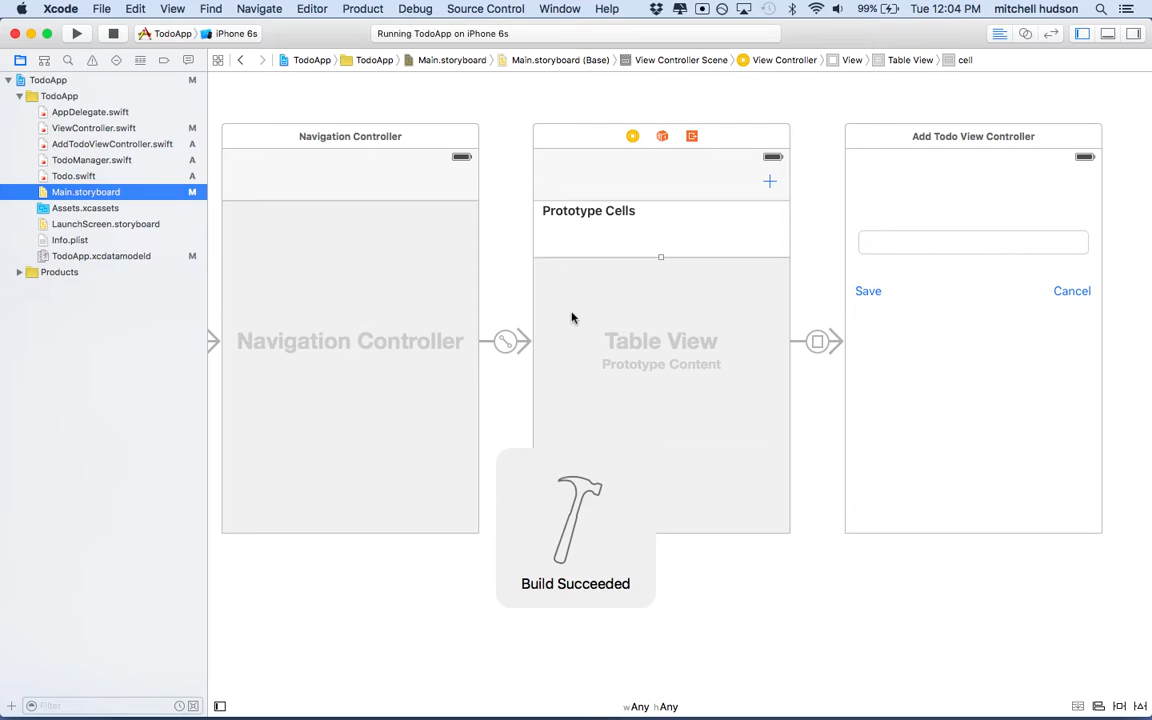 Xcode File Edit View Find Navigate Editor Product Debug Source Control Window Help 99% Tue 12:04 PM mitchell hudson
TodoApp iPhone 6s Running TodoApp on iPhone 6s
TodoApp TodoApp Main.storyboard Main.storyboard (Base) View Controller Scene View Controller View Table View cell
TodoApp M
TodoApp
AppDelegate.swift
ViewController.swift M
AddTodoViewController.swift A
TodoManager.swift A
Todo.swift A
Main.storyboard M
Assets.xcassets
LaunchScreen.storyboard
Info.plist
TodoApp.xcdatamodeld M
Products
Navigation Controller
Navigation Controller
Prototype Cells
Table View
Prototype Content
Add Todo View Controller
Save Cancel
Build Succeeded
Filter
wAny hAny